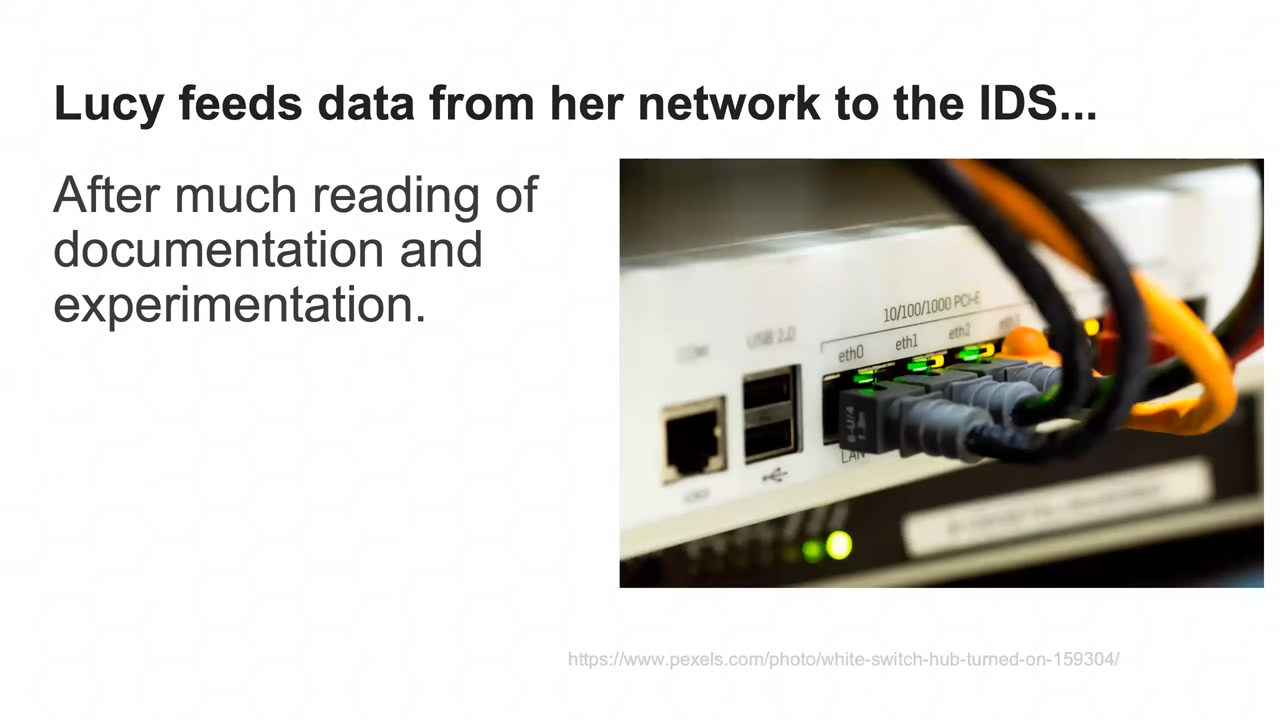 Lucy feeds data from her network to the IDS...
After much reading of
documentation and
experimentation.
10/100/1000 PCI-E
USB 2.0
eth0
eth1
eth2
6-U/4
LAN
https://www.pexels.com/photo/white-switch-hub-turned-on-159304/